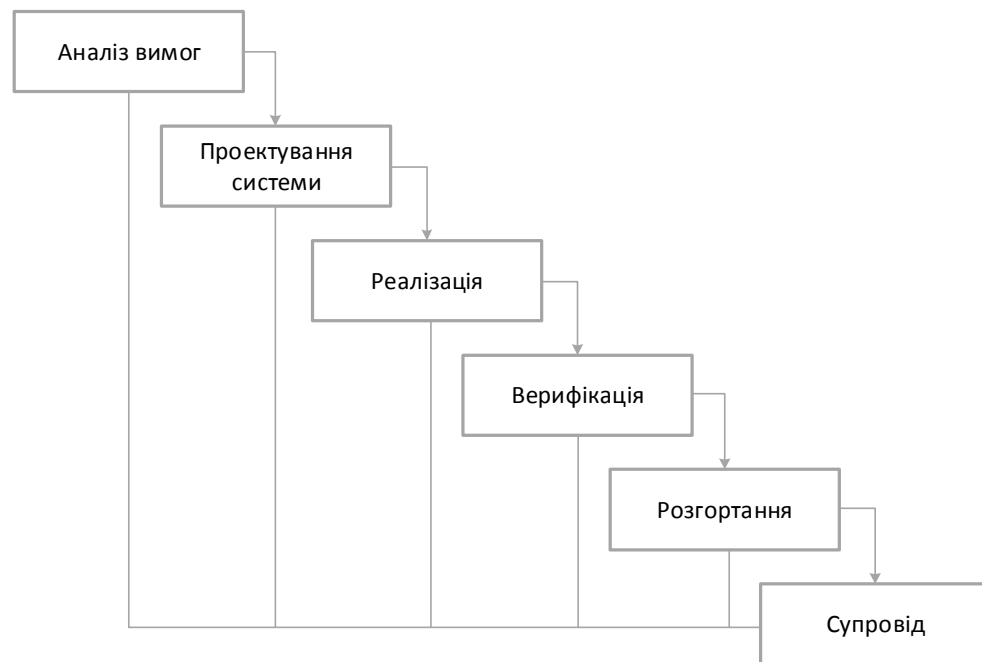 Аналіз вимог
Проектування
системи
Реалізація
Верифікація
Розгортання
Супровід